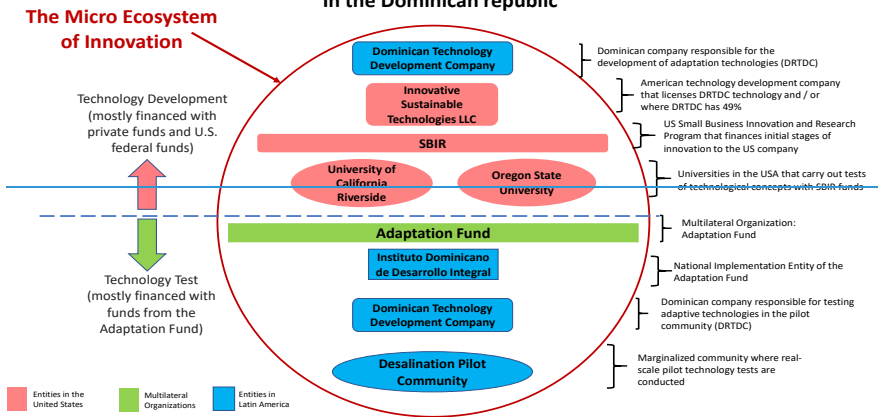 in the Dominican republic
The Micro Ecosystem
of Innovation
Technology Development
(mostly financed with
private funds and U.S.
federal funds)
Technology Test
(mostly financed with
funds from the
Adaptation Fund)
Dominican Technology
Development Company
Innovative
Sustainable
Technologies LLC
SBIR
University of
California
Riverside
Oregon State
University
Adaptation Fund
Instituto Dominicano
de Desarrollo Integral
Dominican Technology
Development Company
Desalination Pilot
Community
Dominican company responsible for the
development of adaptation technologies (DRTDC)
American technology development company
that licenses DRTDC technology and / or
where DRTDC has 49%
US Small Business Innovation and Research
Program that finances initial stages of
innovation to the US company
Universities in the USA that carry out tests
of technological concepts with SBIR funds
Multilateral Organization:
Adaptation Fund
National Implementation Entity of the
Adaptation Fund
Dominican company responsible for testing
adaptive technologies in the pilot
community (DRTDC)
Marginalized community where real-
scale pilot technology tests are
conducted
Entities in the
United States
Multilateral
Organizations
Entities in
Latin America